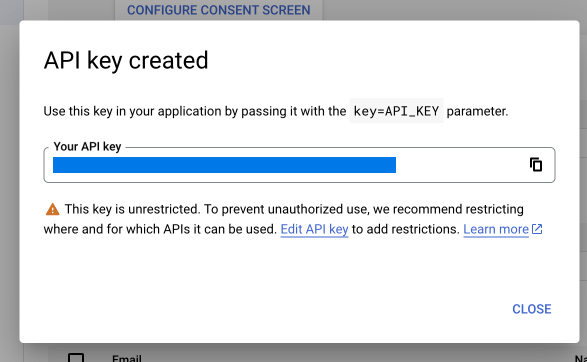 CONFIGURE CONSENT SCREEN
API key created
Use this key in your application by passing it with the key=API_KEY parameter.
Your API key
This key is unrestricted. To prevent unauthorized use, we recommend restricting
where and for which APIs it can be used. Edit API key to add restrictions. Learn more
CLOSE
Email